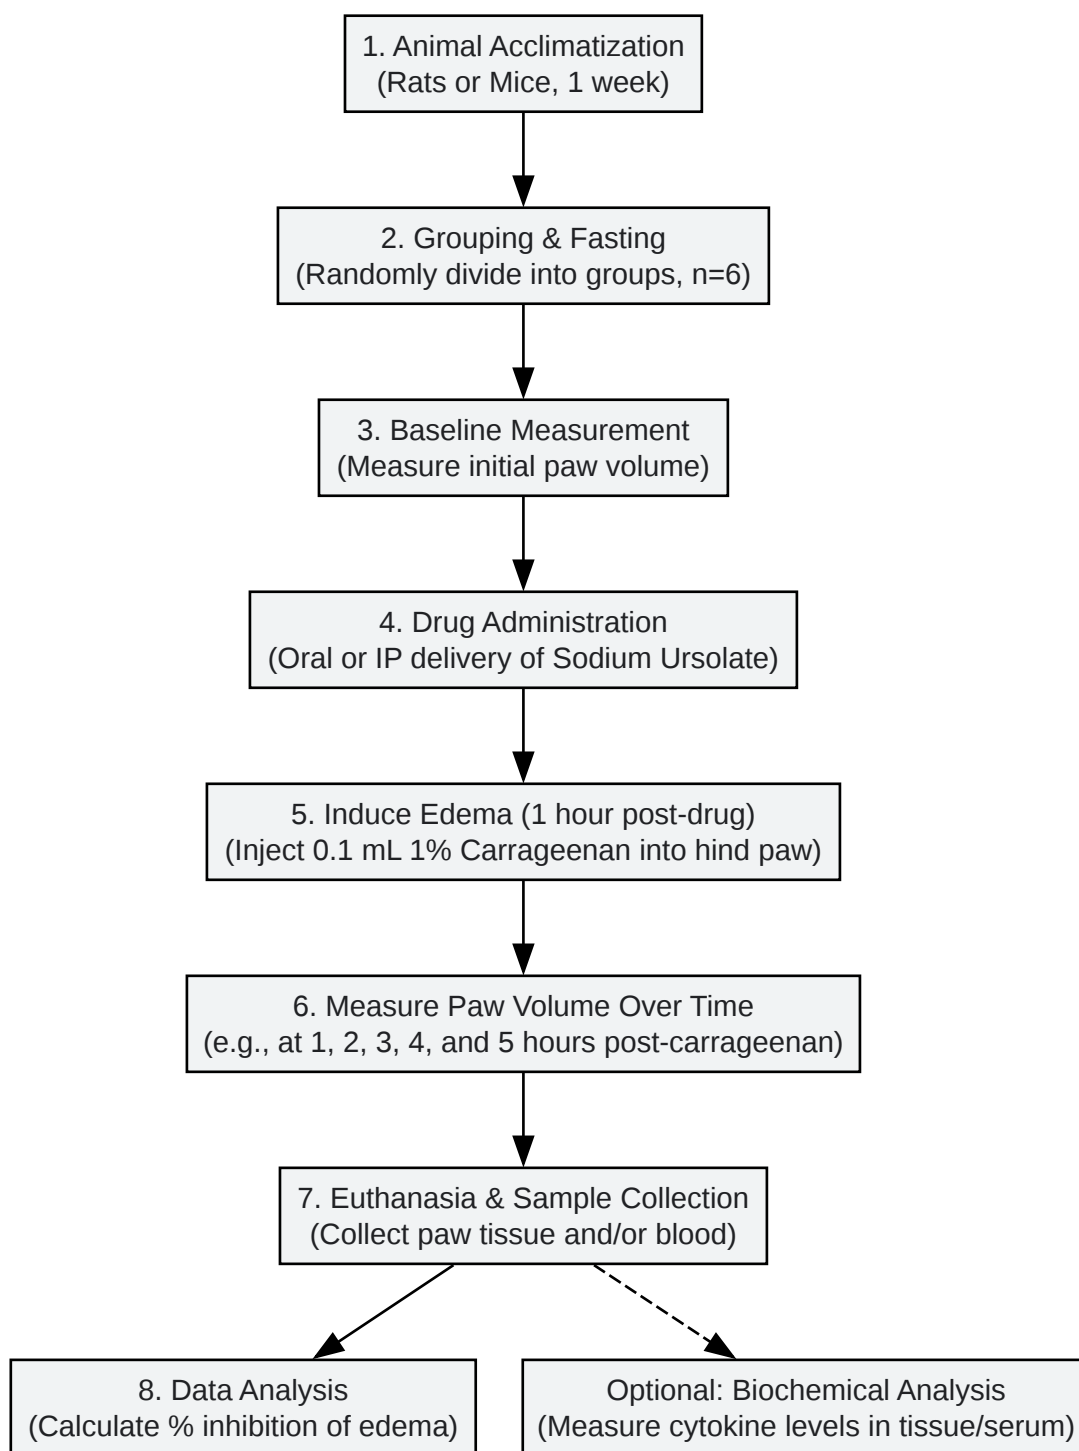 1. Animal Acclimatization
(Rats or Mice, 1 week)
2. Grouping & Fasting
(Randomly divide into groups, n=6)
3. Baseline Measurement
(Measure initial paw volume)
4. Drug Administration
(Oral or IP delivery of Sodium Ursolate)
5. Induce Edema (1 hour post-drug)
(Inject 0.1 mL 1% Carrageenan into hind paw)
6. Measure Paw Volume Over Time
(e.g., at 1, 2, 3, 4, and 5 hours post-carrageenan)
7. Euthanasia & Sample Collection
(Collect paw tissue and/or blood)
8. Data Analysis
(Calculate % inhibition of edema)
Optional: Biochemical Analysis
(Measure cytokine levels in tissue/serum)